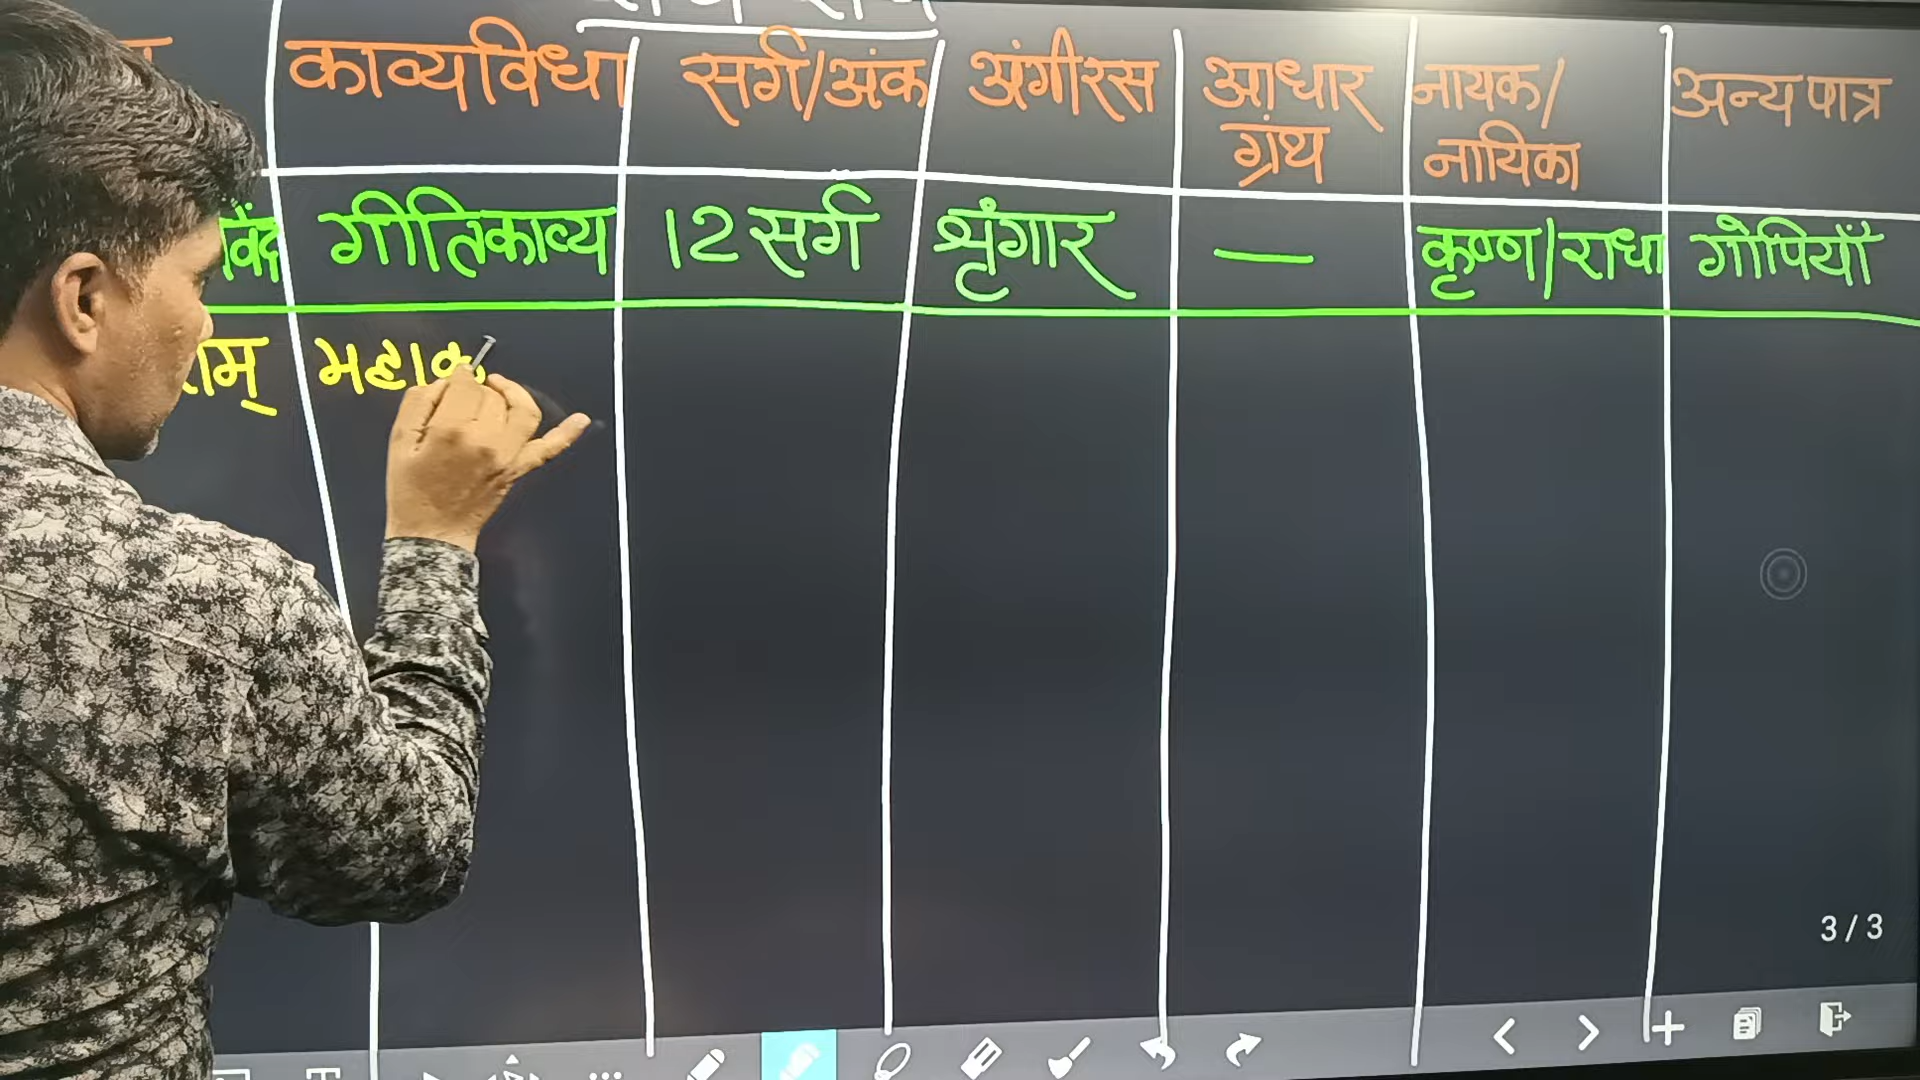 काव्यविधा सर्ग/अंक अंगीरस आधार ग्रंथ नायक/ नायिका अन्य पात्र
गीतिकाव्य 12 सर्ग श्रृंगार — कृष्ण/राधा गोपियाँ
महाक
3/3